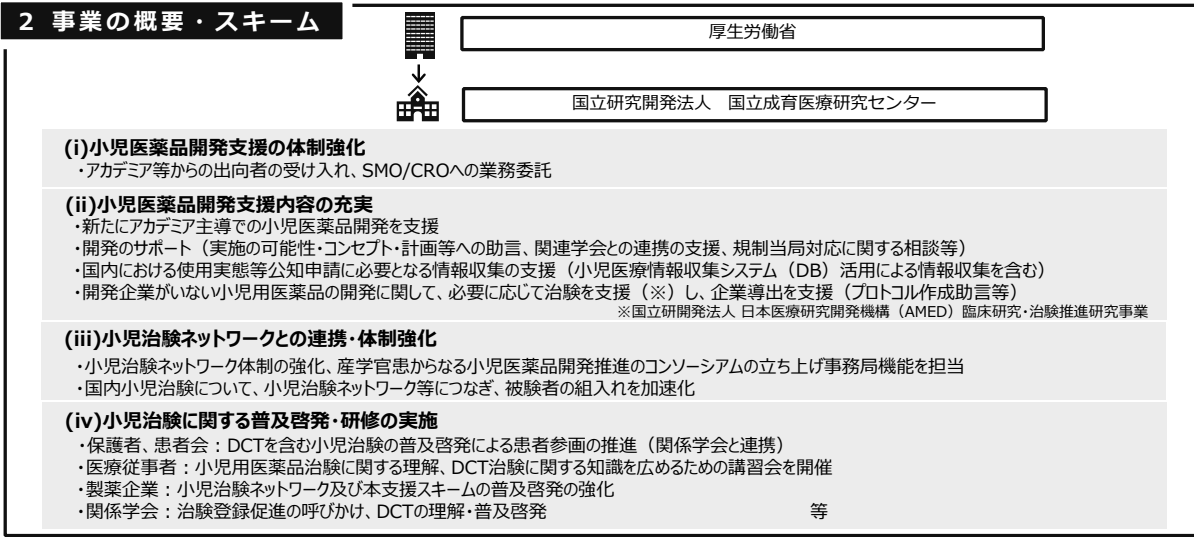 2 事業の概要・スキーム
厚生労働省
国立研究開発法人 国立成育医療研究センター
(i)小児医薬品開発支援の体制強化
・アカデミア等からの出向者の受け入れ、SMO/CROへの業務委託
(ii)小児医薬品開発支援内容の充実
・新たにアカデミア主導での小児医薬品開発を支援
・開発のサポート（実施の可能性・コンセプト・計画等への助言、関連学会との連携の支援、規制当局対応に関する相談等）
・国内における使用実態等公知申請に必要となる情報収集の支援（小児医療情報収集システム（DB）活用による情報収集を含む）
・開発企業がいない小児用医薬品の開発に関して、必要に応じて治験を支援（※）し、企業導出を支援（プロトコル作成助言等）
※国立研開発法人 日本医療研究開発機構（AMED）臨床研究・治験推進研究事業
(iii)小児治験ネットワークとの連携・体制強化
・小児治験ネットワーク体制の強化、産学官患からなる小児医薬品開発推進のコンソーシアムの立ち上げ事務局機能を担当
・国内小児治験について、小児治験ネットワーク等につなぎ、被験者の組入れを加速化
(iv)小児治験に関する普及啓発・研修の実施
・保護者、患者会：DCTを含む小児治験の普及啓発による患者参画の推進（関係学会と連携）
・医療従事者：小児用医薬品治験に関する理解、DCT治験に関する知識を広めるための講習会を開催
・製薬企業：小児治験ネットワーク及び本支援スキームの普及啓発の強化
・関係学会：治験登録促進の呼びかけ、DCTの理解・普及啓発 等